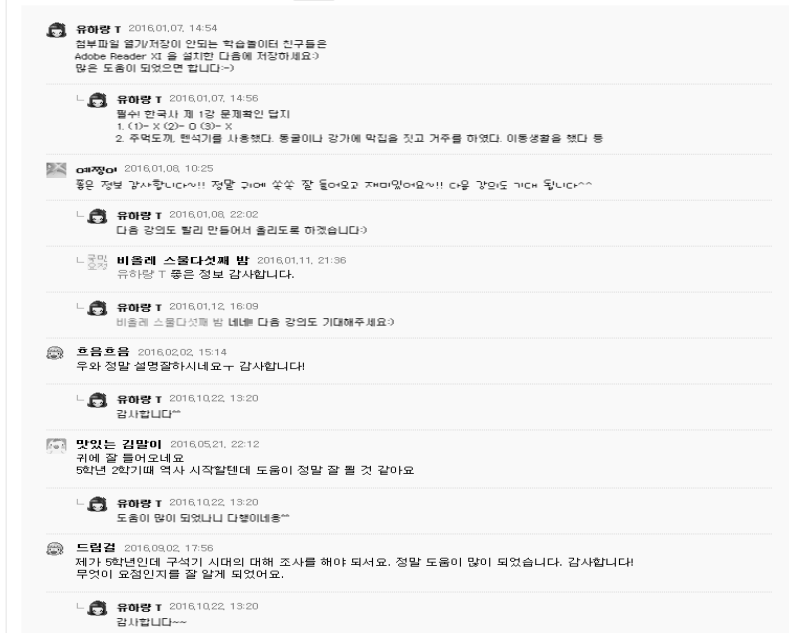 유하량 T 2016.01.07. 14:54
첨부파일 열기/저장이 안되는 학습놀이터 친구들은
Adobe Reader XI 을 설치한 다음에 저장하세요:)
많은 도움이 되었으면 합니다:-)
유하량 T 2016.01.07. 14:56
필수! 한국사 제 1강 문제확인 답지
1. (1)- X (2)- O (3)- X
2. 주먹도끼, 뗀석기를 사용했다. 동굴이나 강가에 막집을 짓고 거주를 하였다. 이동생활을 했다 등
예찡이 2016.01.08. 10:25
좋은 정보 감사합니다~!! 정말 귀에 쏙쏙 잘 들어오고 재미있어요~!! 다음 강의도 기대 됩니다^^
유하량 T 2016.01.08. 22:02
다음 강의도 빨리 만들어서 올리도록 하겠습니다:)
비올레 스물다섯째 밤 2016.01.11. 21:36
유하량 T 좋은 정보 감사합니다.
유하량 T 2016.01.12. 16:09
비올레 스물다섯째 밤 네네!! 다음 강의도 기대해주세요:)
흐음흐음 2016.02.02. 15:14
우와 정말 설명잘하시네요ㅜ 감사합니다!
유하량 T 2016.10.22. 13:20
감사합니다^^
맛있는 김말이 2016.05.21. 22:12
귀에 잘 들어오네요
5학년 2학기때 역사 시작할텐데 도움이 정말 잘 될 것 같아요
유하량 T 2016.10.22. 13:20
도움이 많이 되었다니 다행이네용^^
드림걸 2016.09.02. 17:56
제가 5학년인데 구석기 시대의 대해 조사를 해야 되서요. 정말 도움이 많이 되었습니다. 감사합니다!
무엇이 요점인지를 잘 알게 되었어요.
유하량 T 2016.10.22. 13:20
감사합니다~~